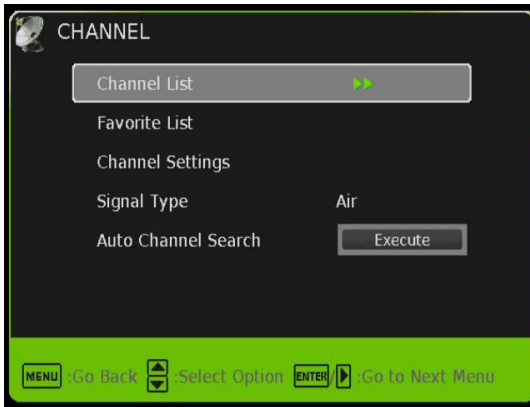 CHANNEL
Channel List
Favorite List
Channel Settings
Signal Type Air
Auto Channel Search Execute
MENU :Go Back :Select Option ENTER/ :Go to Next Menu